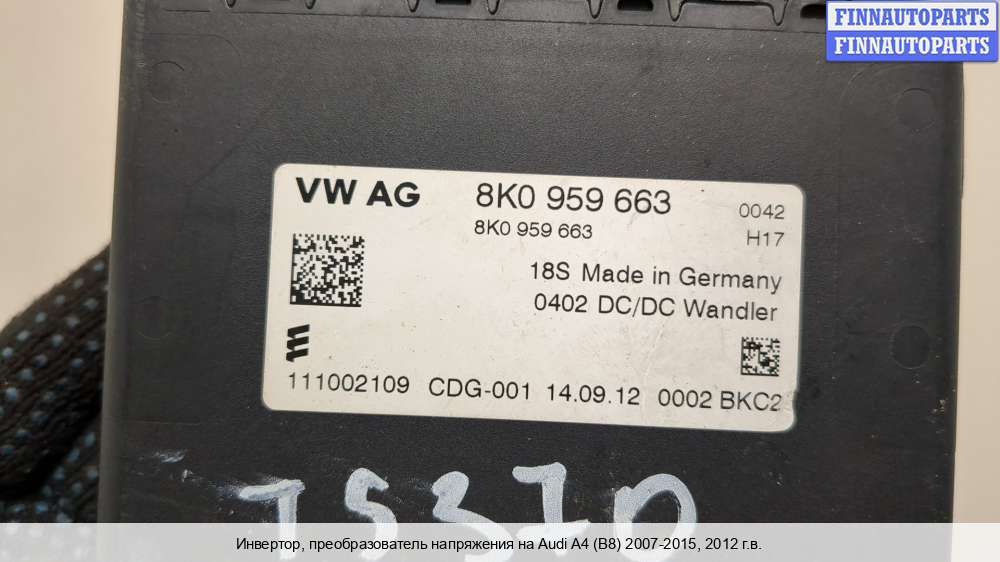 FINNAUTOPARTS
FINNAUTOPARTS
VW AG 8K0 959 663 0042
8K0 959 663 H17
18S Made in Germany
0402 DC/DC Wandler
111002109 CDG-001 14.09.12 0002 BKC2
75370
Инвертор, преобразователь напряжения на Audi A4 (B8) 2007-2015, 2012 г.в.